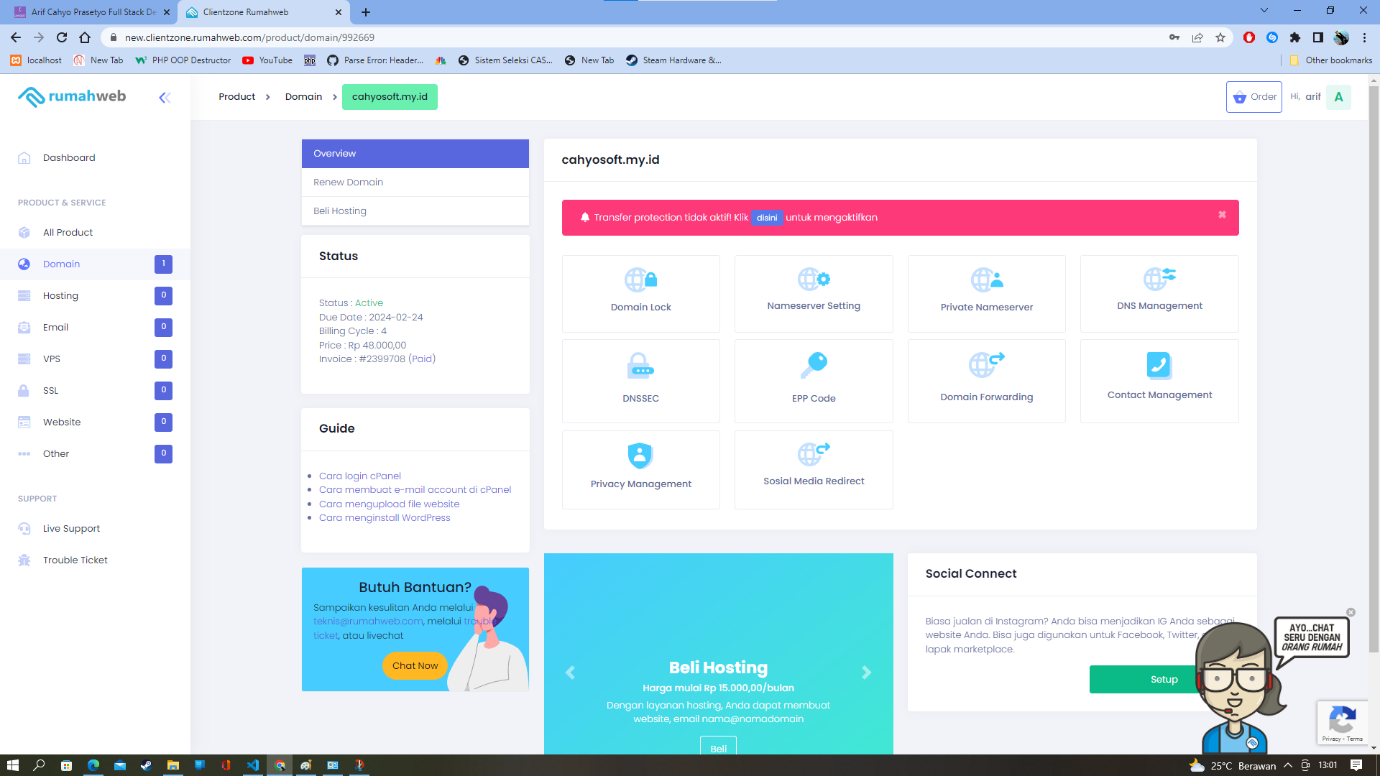 Arif Cahyo Prasetyo Full Stack De
Clientzone Rumahweb
new.clientzone.rumahweb.com/product/domain/992669
localhost
New Tab
PHP OOP Destructor
YouTube
Parse Error: Header...
Sistem Seleksi CAS...
New Tab
Steam Hardware &...
Other bookmarks
rumahweb
Product
Domain
cahyosoft.my.id
Order
Hi, arif
A
Dashboard
PRODUCT & SERVICE
All Product
Domain 1
Hosting 0
Email 0
VPS 0
SSL 0
Website 0
Other 0
SUPPORT
Live Support
Trouble Ticket
Overview
Renew Domain
Beli Hosting
Status
Status : Active
Due Date : 2024-02-24
Billing Cycle : 4
Price : Rp 48.000,00
Invoice : #2399708 (Paid)
Guide
Cara login cPanel
Cara membuat e-mail account di cPanel
Cara mengupload file website
Cara menginstall WordPress
Butuh Bantuan?
Sampaikan kesulitan Anda melalui
teknis@rumahweb.com, melalui trouble
ticket, atau livechat
Chat Now
cahyosoft.my.id
Transfer protection tidak aktif! Klik disini untuk mengaktifkan
Domain Lock
Nameserver Setting
Private Nameserver
DNS Management
DNSSEC
EPP Code
Domain Forwarding
Contact Management
Privacy Management
Sosial Media Redirect
Beli Hosting
Harga mulai Rp 15.000,00/bulan
Dengan layanan hosting, Anda dapat membuat
website, email nama@namadomain
Beli
Social Connect
Biasa jualan di Instagram? Anda bisa menjadikan IG Anda sebagai
website Anda. Bisa juga digunakan untuk Facebook, Twitter,
lapak marketplace.
Setup
AYO...CHAT
SERU DENGAN
ORANG RUMAH
Privacy - Terms
25°C Berawan
13:01